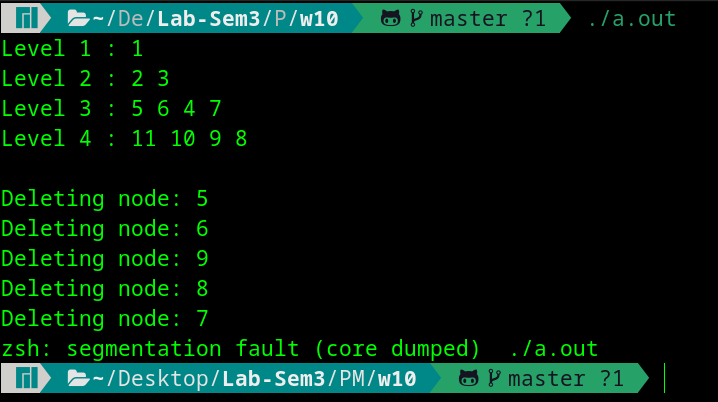 ~/De/Lab-Sem3/P/w10 master ?1 ./a.out
Level 1 : 1
Level 2 : 2 3
Level 3 : 5 6 4 7
Level 4 : 11 10 9 8
Deleting node: 5
Deleting node: 6
Deleting node: 9
Deleting node: 8
Deleting node: 7
zsh: segmentation fault (core dumped) ./a.out
~/Desktop/Lab-Sem3/PM/w10 master ?1